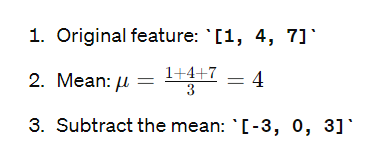 1. Original feature: `[1, 4, 7]`
2. Mean: μ = (1+4+7)/3 = 4
3. Subtract the mean: `[-3, 0, 3]`